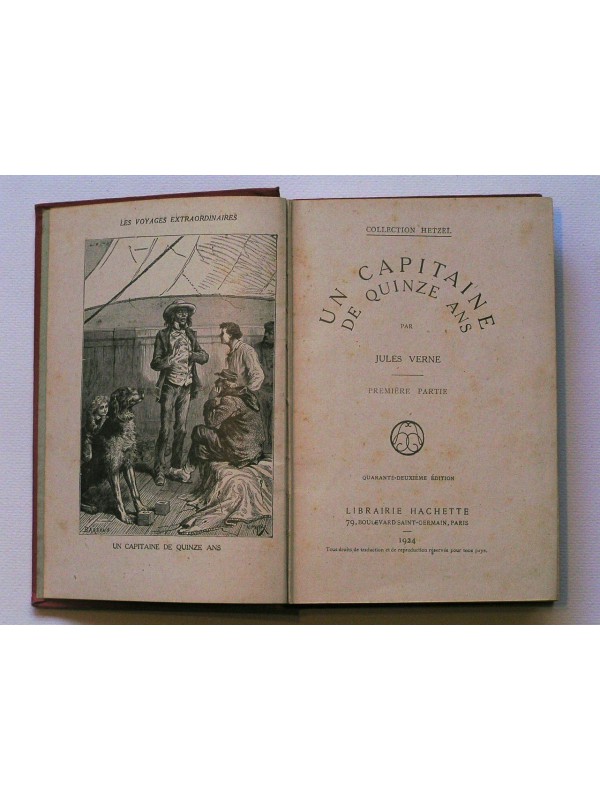 LES VOYAGES EXTRAORDINAIRES
UN CAPITAINE DE QUINZE ANS
COLLECTION HETZEL
UN CAPITAINE
DE QUINZE ANS
PAR
JULES VERNE
PREMIÈRE PARTIE
QUARANTE-DEUXIÈME ÉDITION
LIBRAIRIE HACHETTE
79, BOULEVARD SAINT-GERMAIN, PARIS
1924
Tous droits de traduction et de reproduction réservés pour tous pays.